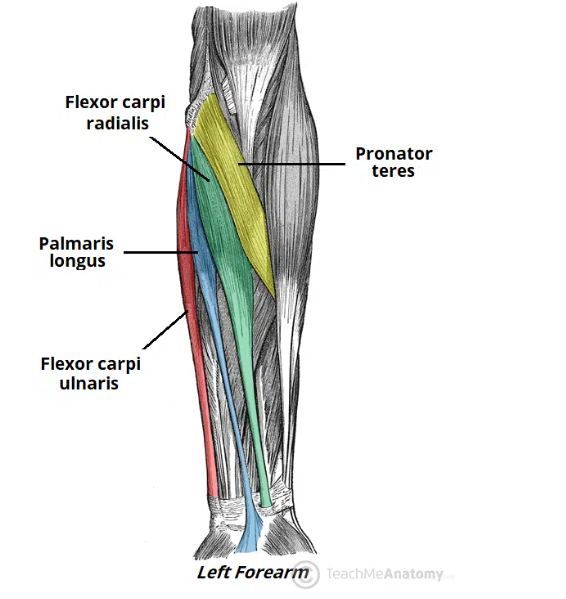 Flexor carpi
radialis
Pronator
teres
Palmaris
longus
Flexor carpi
ulnaris
Left Forearm
© TeachMeAnatomy